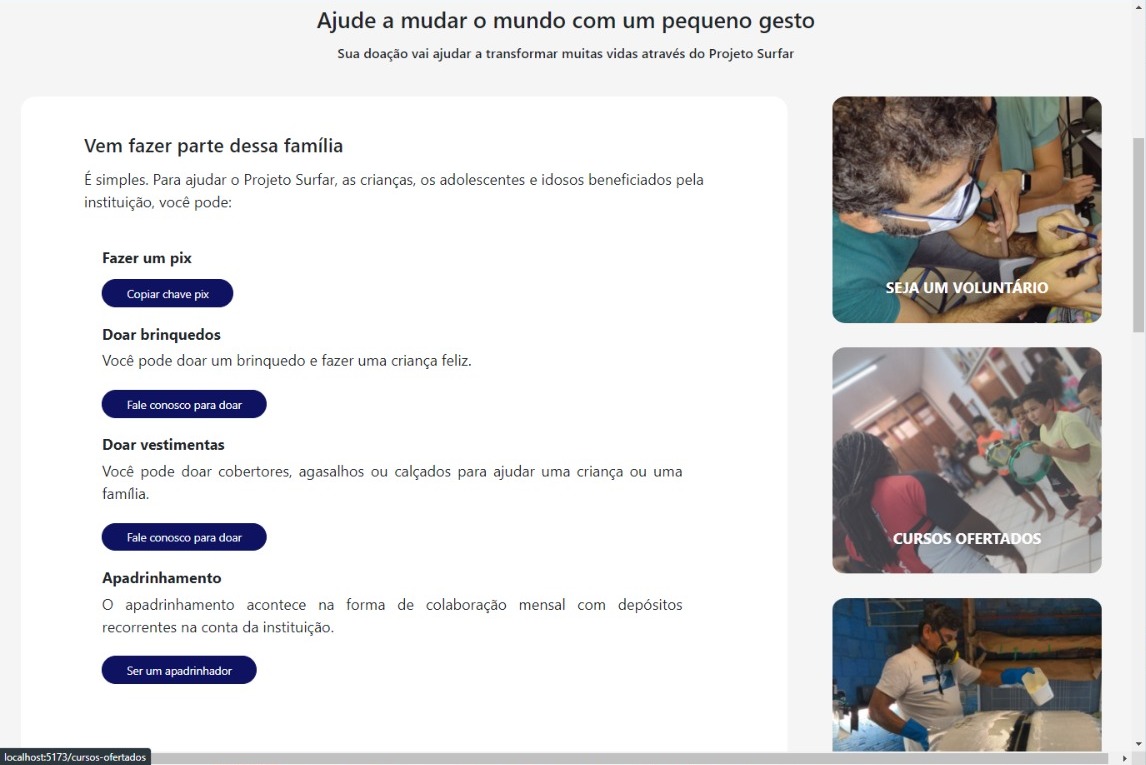 Ajude a mudar o mundo com um pequeno gesto
Sua doação vai ajudar a transformar muitas vidas através do Projeto Surfar
Vem fazer parte dessa família
É simples. Para ajudar o Projeto Surfar, as crianças, os adolescentes e idosos beneficiados pela
instituição, você pode:
Fazer um pix
Copiar chave pix
Doar brinquedos
Você pode doar um brinquedo e fazer uma criança feliz.
Fale conosco para doar
Doar vestimentas
Você pode doar cobertores, agasalhos ou calçados para ajudar uma criança ou uma
família.
Fale conosco para doar
Apadrinhamento
O apadrinhamento acontece na forma de colaboração mensal com depósitos
recorrentes na conta da instituição.
Ser um apadrinhador
SEJA UM VOLUNTÁRIO
CURSOS OFERTADOS
localhost:5173/cursos-ofertados